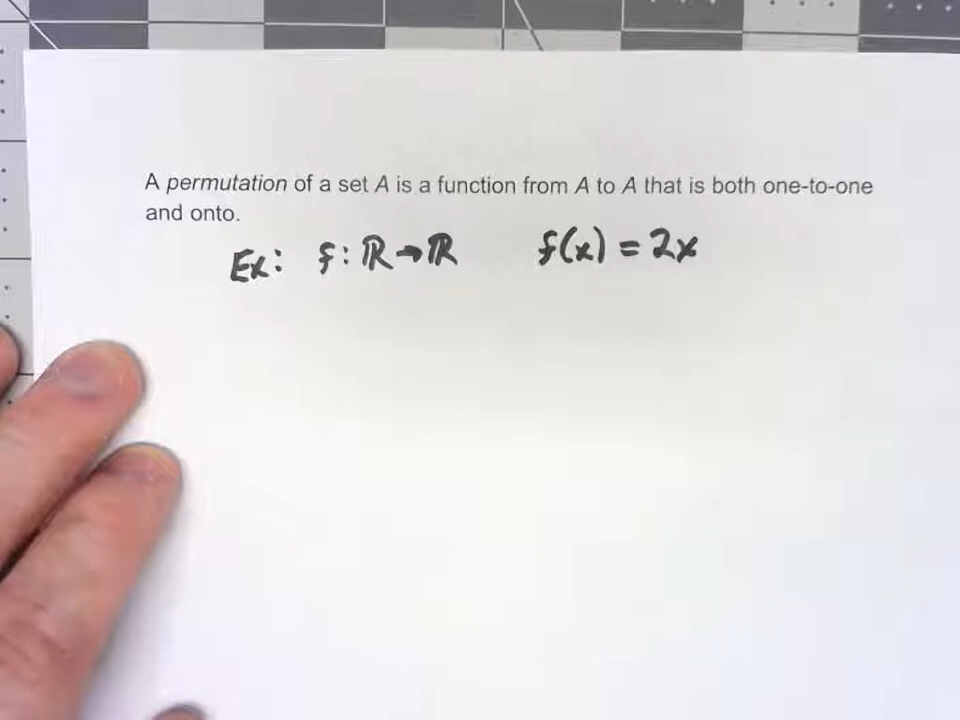 A permutation of a set A is a function from A to A that is both one-to-one
and onto.
Ex: f: ℝ→ℝ f(x) = 2x